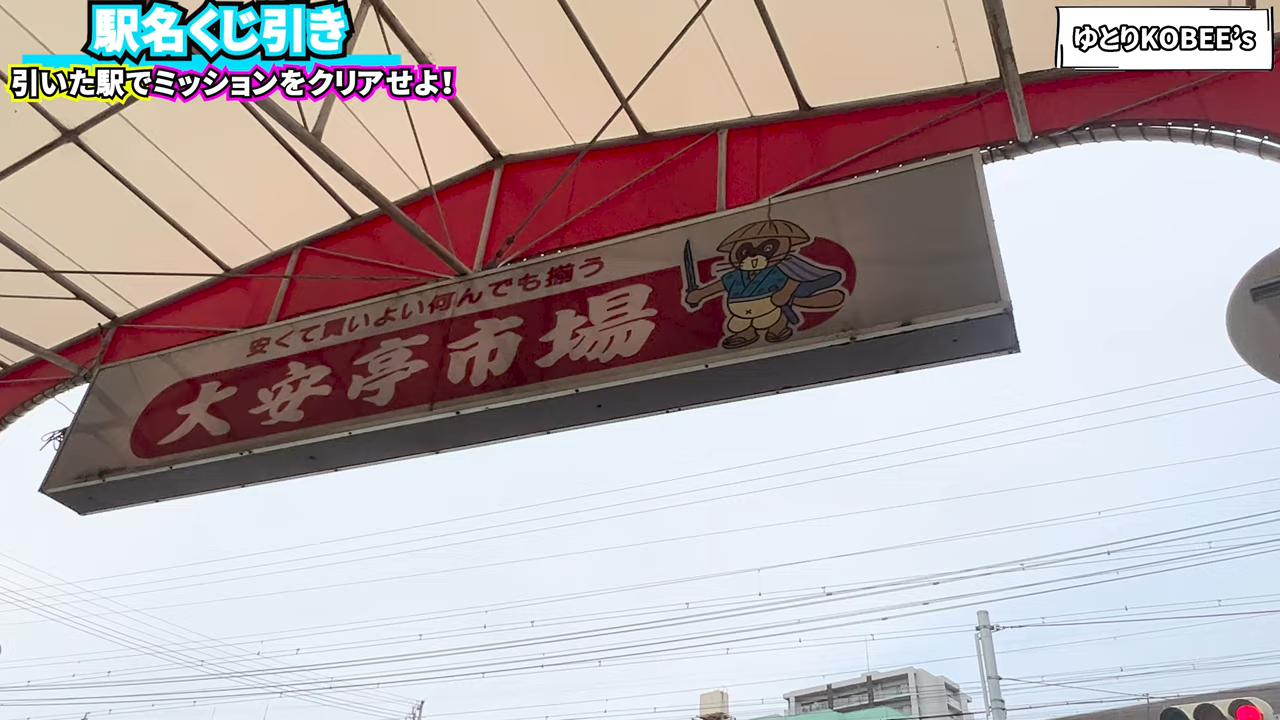 駅名くじ引き
引いた駅でミッションをクリアせよ!
ゆとりKOBEE's
安くて買いよい何んでも揃う
大安亭市場